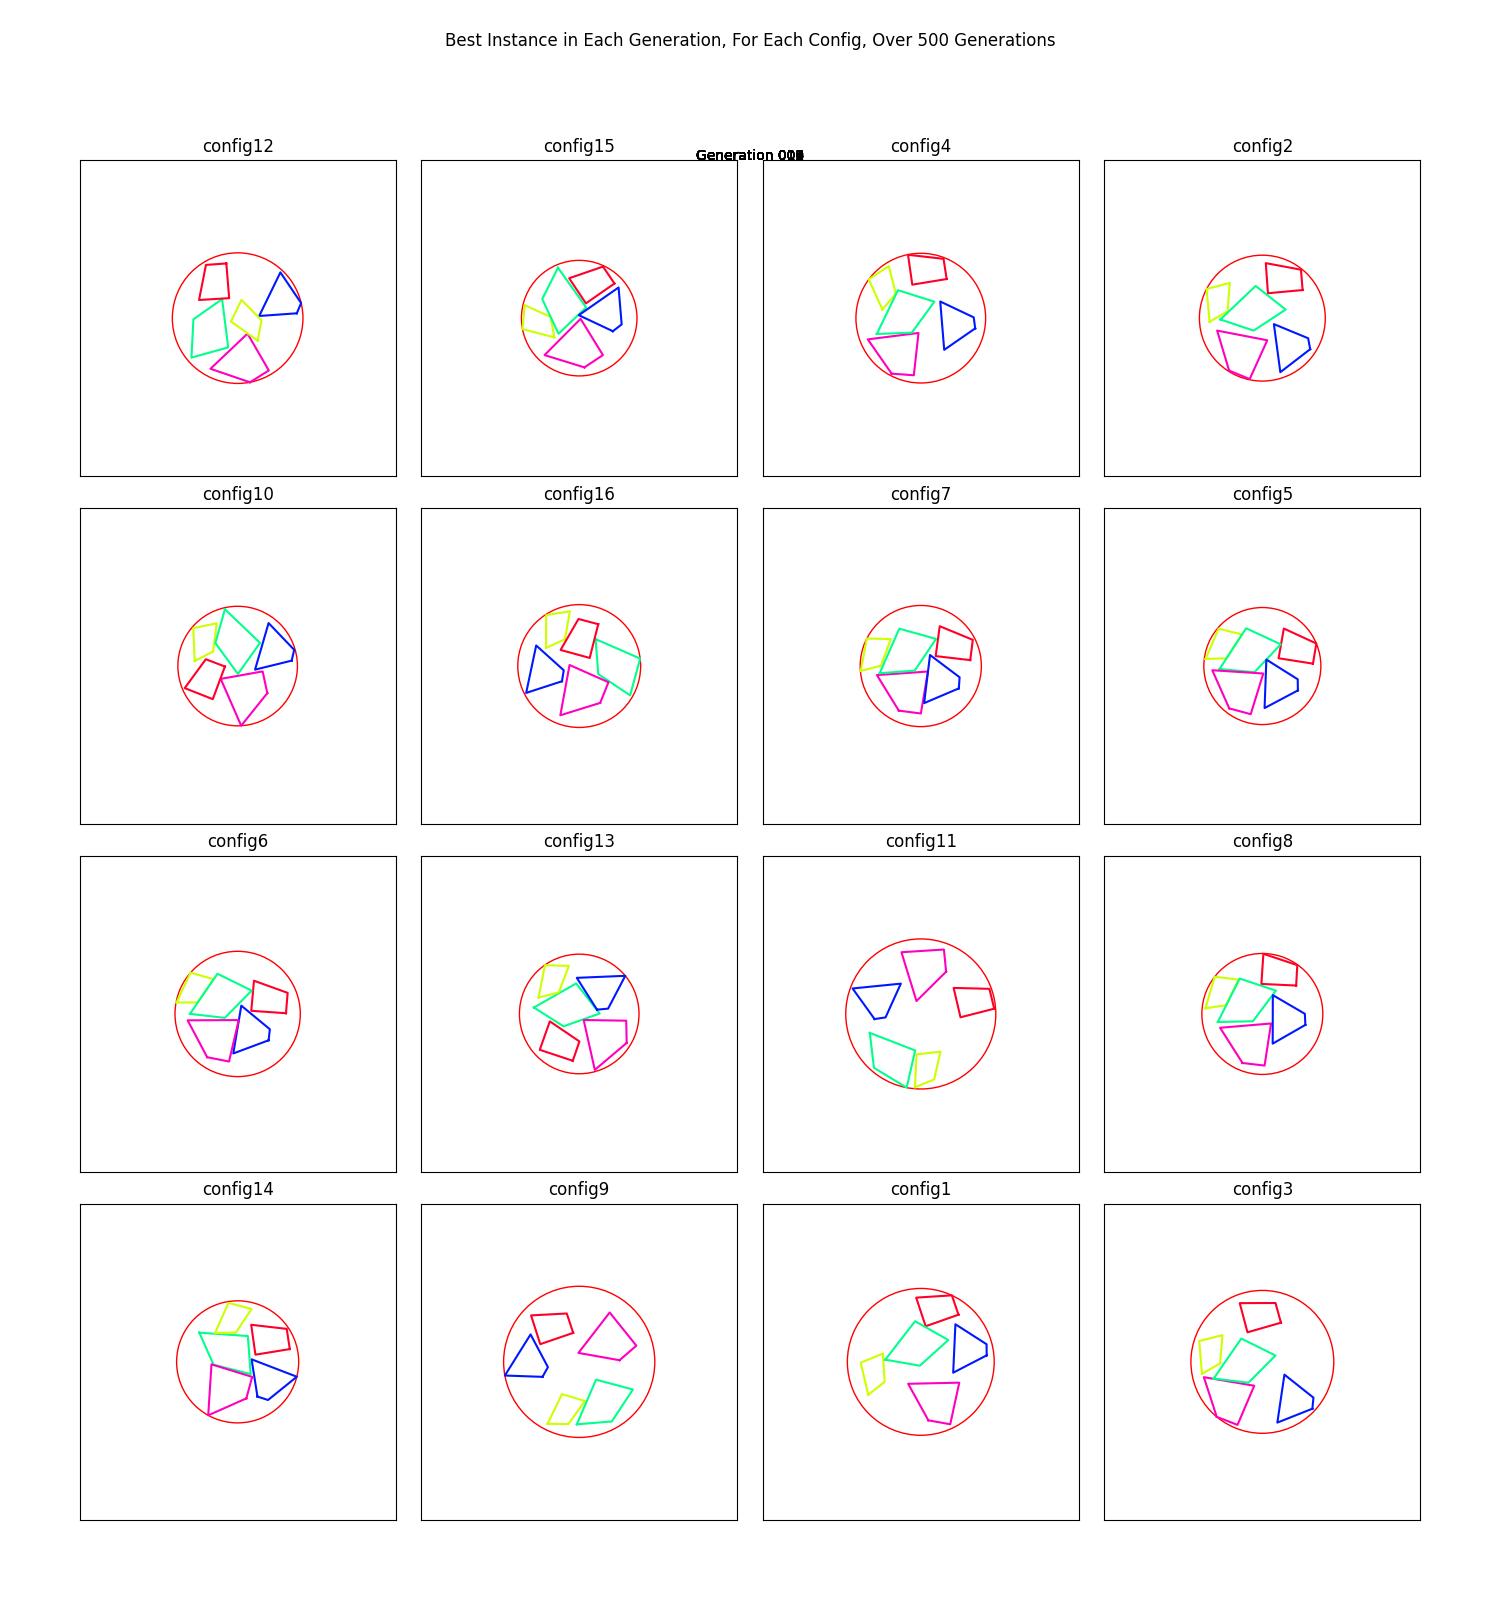 Best Instance in Each Generation, For Each Config, Over 500 Generations
config12
config15
Generation
config4
config2
config10
config16
config7
config5
config6
config13
config11
config8
config14
config9
config1
config3